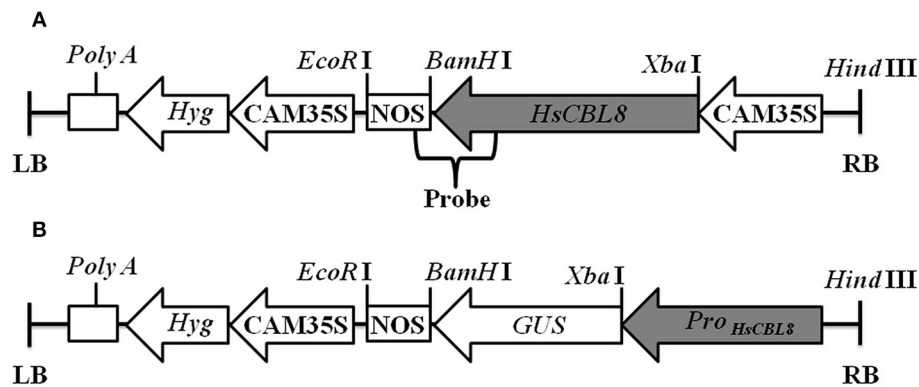 A
Poly A EcoR I BamH I Xba I Hind III
Hyg CAM35S NOS HsCBL8 CAM35S
LB RB
Probe
B
Poly A EcoR I BamH I Xba I Hind III
Hyg CAM35S NOS GUS Pro HsCBL8
LB RB